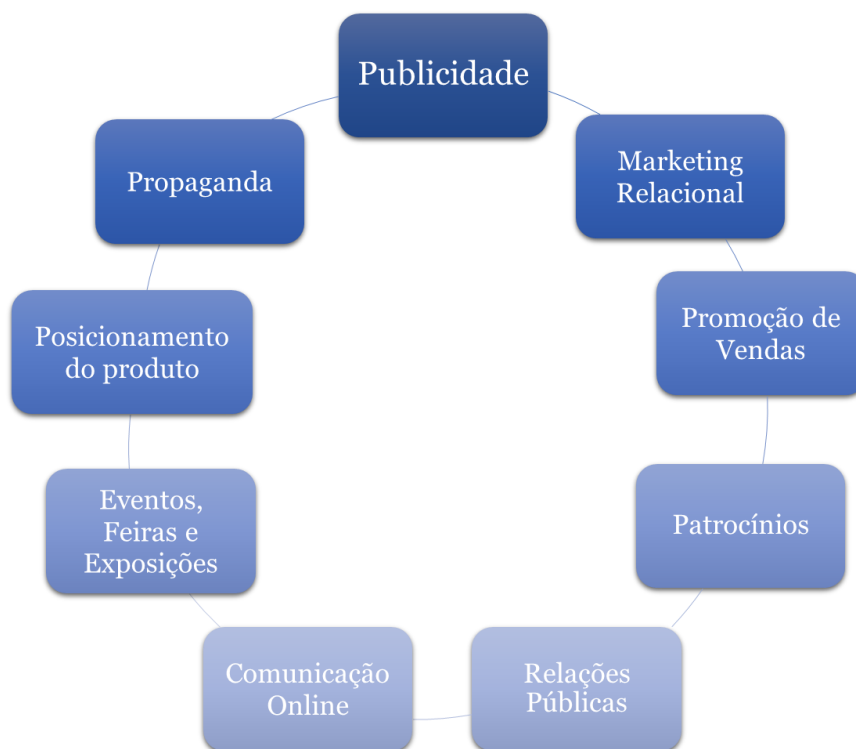 Publicidade
Marketing
Relacional
Promoção de
Vendas
Patrocínios
Relações
Públicas
Comunicação
Online
Eventos,
Feiras e
Exposições
Posicionamento
do produto
Propaganda